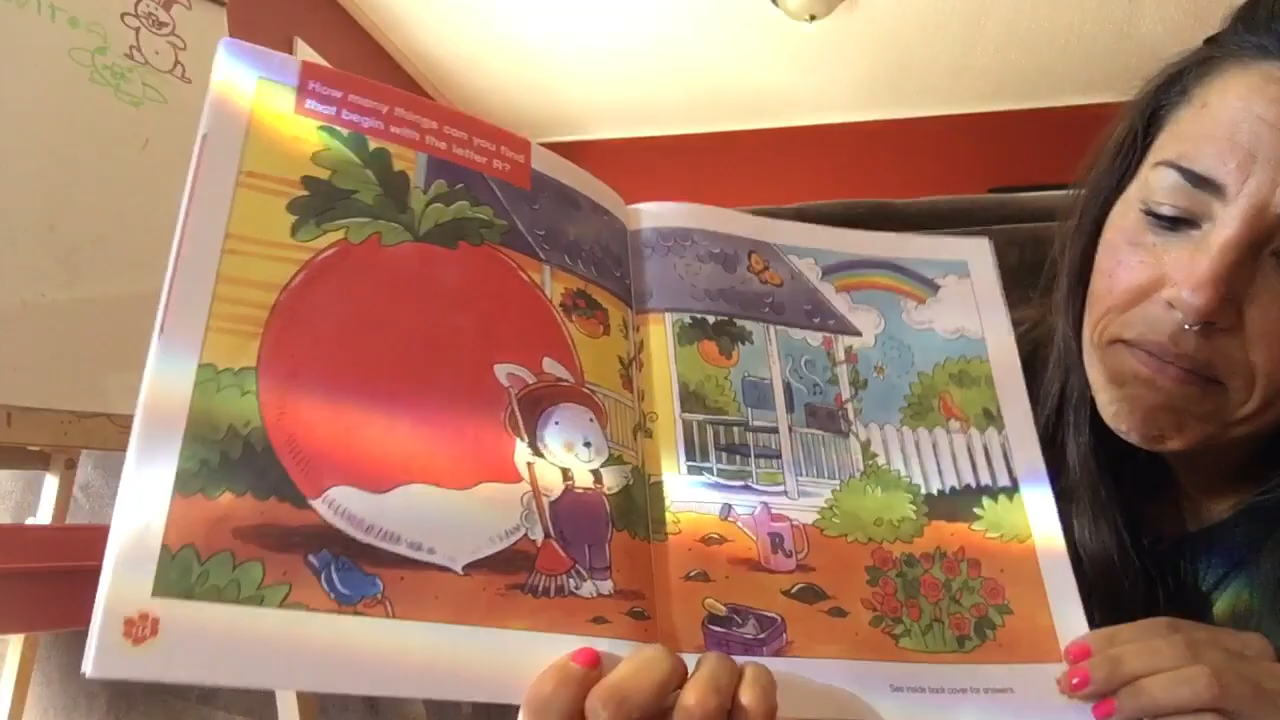 How many things can you find
that begin with the letter R?
R
See inside back cover for answers.